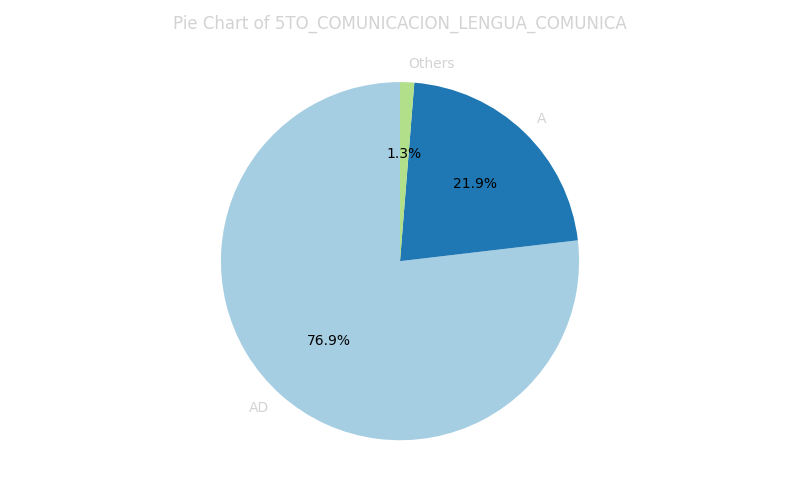 Pie Chart of 5TO_COMUNICACION_LENGUA_COMUNICA
Others
A
1.3%
21.9%
76.9%
AD